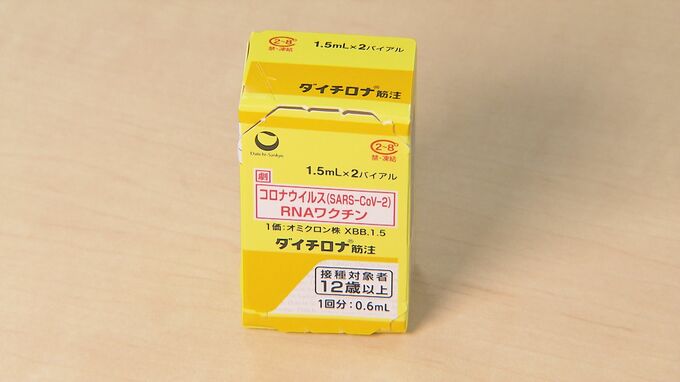 2~8°
禁・凍結
1.5mL×2バイアル
ダイチロナ®筋注
Daiichi-Sankyo
2~8°
禁・凍結
1.5mL×2バイアル
劇
コロナウイルス(SARS-CoV-2)
RNAワクチン
1価:オミクロン株 XBB.1.5
ダイチロナ®筋注
接種対象者
12歳以上
1回分:0.6mL